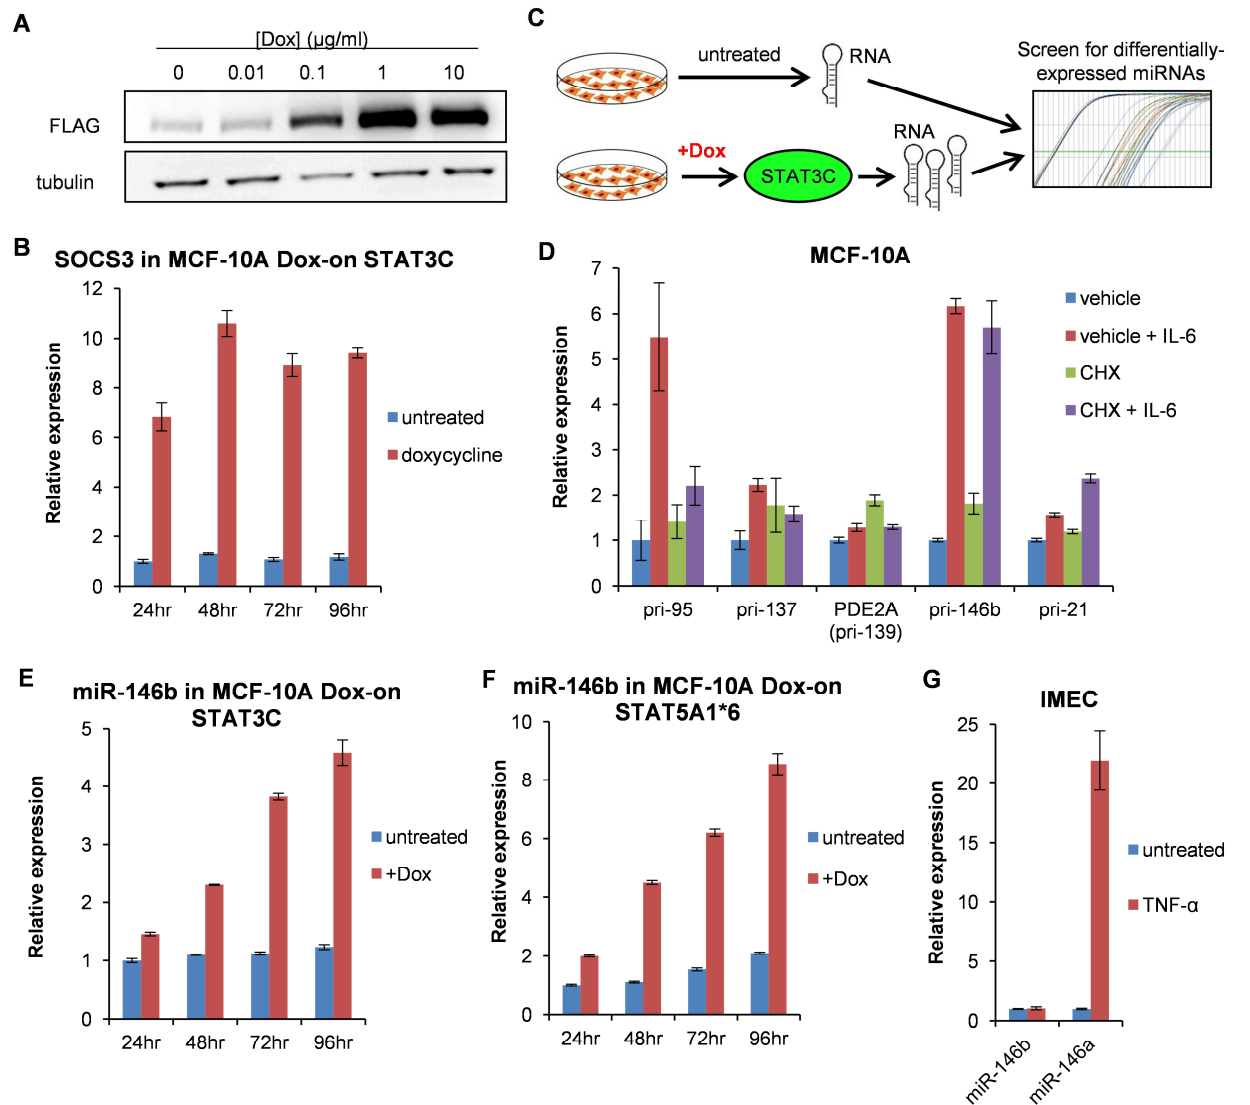 A
[Dox] (µg/ml)
0 0.01 0.1 1 10
FLAG
tubulin
C
untreated
RNA
+Dox
STAT3C
RNA
Screen for differentially-
expressed miRNAs
B
SOCS3 in MCF-10A Dox-on STAT3C
Relative expression
12
10
8
6
4
2
0
24hr 48hr 72hr 96hr
untreated
doxycycline
D
MCF-10A
Relative expression
7
6
5
4
3
2
1
0
pri-95 pri-137 PDE2A pri-146b pri-21
(pri-139)
vehicle
vehicle + IL-6
CHX
CHX + IL-6
E
miR-146b in MCF-10A Dox-on
STAT3C
Relative expression
5
4
3
2
1
0
24hr 48hr 72hr 96hr
untreated
+Dox
F
miR-146b in MCF-10A Dox-on
STAT5A1*6
Relative expression
10
8
6
4
2
0
24hr 48hr 72hr 96hr
untreated
+Dox
G
IMEC
Relative expression
25
20
15
10
5
0
miR-146b miR-146a
untreated
TNF-α